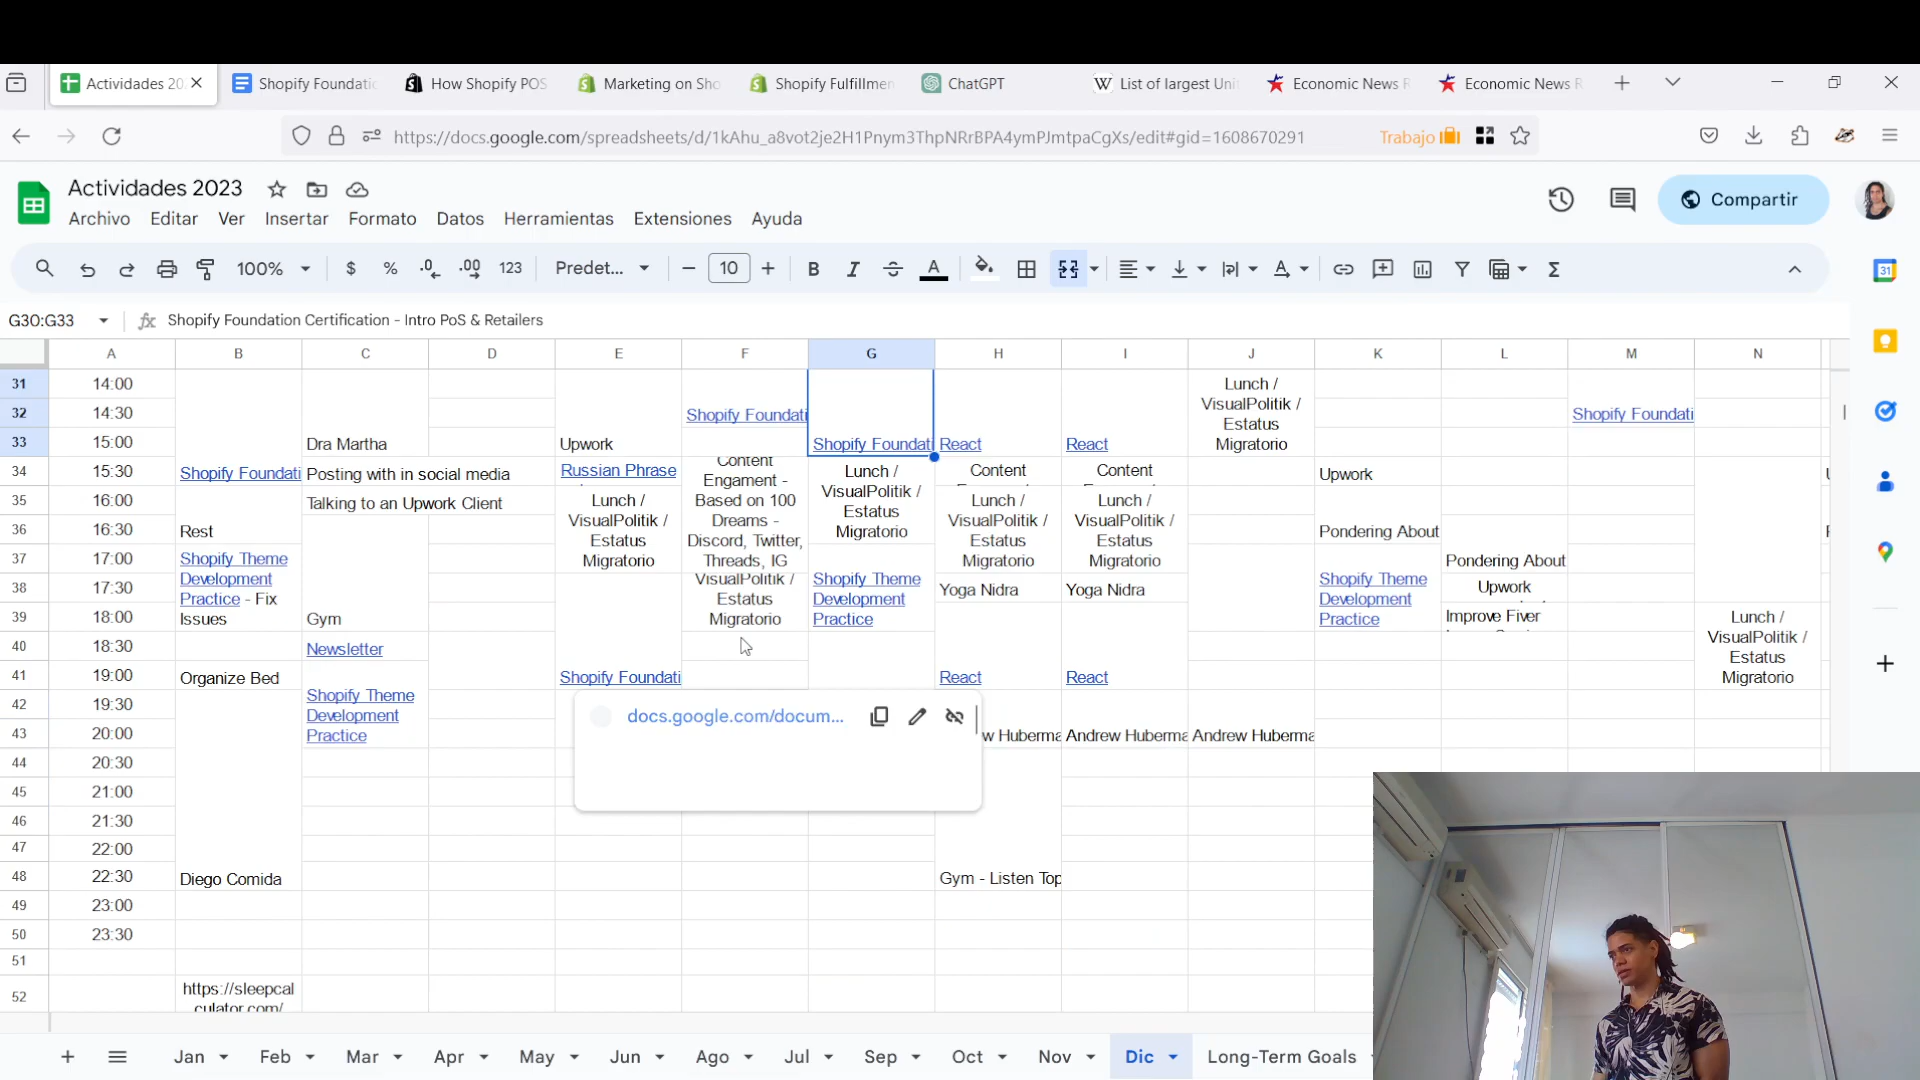 Actividades 20
Shopify Foundatic
How Shopify POS
Marketing on Sho
Shopify Fulfillmen
ChatGPT
List of largest Unit
Economic News R
Economic News R
https://docs.google.com/spreadsheets/d/1kAhu_a8vot2je2H1Pnym3ThpNRrBPA4ymPJmtpaCgXs/edit#gid=1608670291
Trabajo
Actividades 2023
Compartir
Archivo Editar Ver Insertar Formato Datos Herramientas Extensiones Ayuda
100% $ % .0 .00 123 Predet... 10 B I A
G30:G33 fx Shopify Foundation Certification - Intro PoS & Retailers
A B C D E F G H I J K L M N
31 14:00
32 14:30
33 15:00
34 15:30
35 16:00
36 16:30
37 17:00
38 17:30
39 18:00
40 18:30
41 19:00
42 19:30
43 20:00
44 20:30
45 21:00
46 21:30
47 22:00
48 22:30
49 23:00
50 23:30
51
52
Shopify Foundati
Rest
Shopify Theme
Development
Practice - Fix
Issues
Organize Bed
Diego Comida
https://sleepcal
culator.com/
Dra Martha
Posting with in social media
Talking to an Upwork Client
Gym
Newsletter
Shopify Theme
Development
Practice
Upwork
Russian Phrase
Lunch /
VisualPolitik /
Estatus
Migratorio
Shopify Foundati
Shopify Foundati
Content
Engament -
Based on 100
Dreams -
Discord, Twitter,
Threads, IG
VisualPolitik /
Estatus
Migratorio
Shopify Foundati
Lunch /
VisualPolitik /
Estatus
Migratorio
Shopify Theme
Development
Practice
React
Content
Lunch /
VisualPolitik /
Estatus
Migratorio
Yoga Nidra
React
w Huberma
Gym - Listen Top
React
Content
Lunch /
VisualPolitik /
Estatus
Migratorio
Yoga Nidra
React
Andrew Huberma
Lunch /
VisualPolitik /
Estatus
Migratorio
Andrew Huberma
Upwork
Pondering About
Shopify Theme
Development
Practice
Pondering About
Upwork
Improve Fiver
Shopify Foundati
Lunch /
VisualPolitik /
Estatus
Migratorio
docs.google.com/docum...
Jan Feb Mar Apr May Jun Ago Jul Sep Oct Nov Dic Long-Term Goals